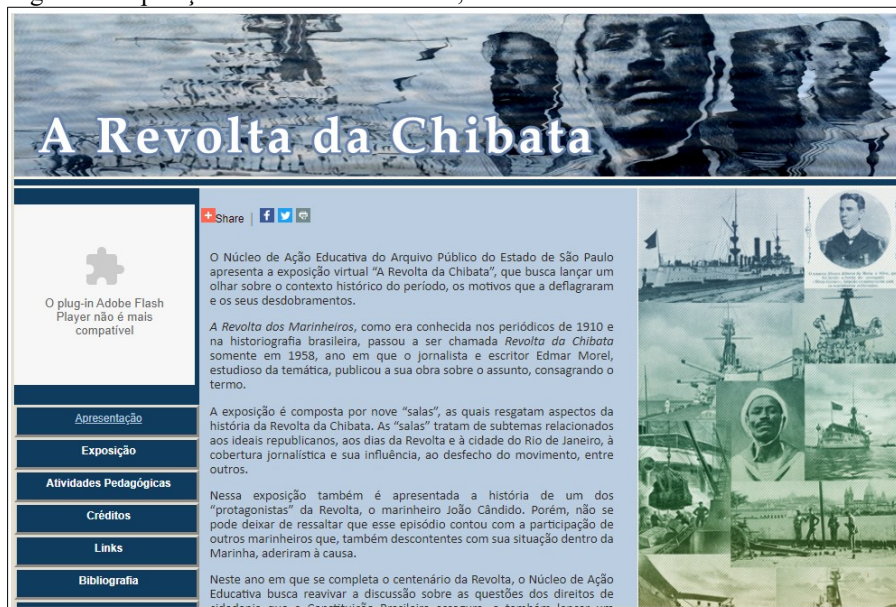 A Revolta da Chibata
Share |
O plug-in Adobe Flash
Player não é mais
compatível
Apresentação
Exposição
Atividades Pedagógicas
Créditos
Links
Bibliografia
O Núcleo de Ação Educativa do Arquivo Público do Estado de São Paulo
apresenta a exposição virtual “A Revolta da Chibata”, que busca lançar um
olhar sobre o contexto histórico do período, os motivos que a deflagraram
e os seus desdobramentos.
A Revolta dos Marinheiros, como era conhecida nos periódicos de 1910 e
na historiografia brasileira, passou a ser chamada Revolta da Chibata
somente em 1958, ano em que o jornalista e escritor Edmar Morel,
estudioso da temática, publicou a sua obra sobre o assunto, consagrando o
termo.
A exposição é composta por nove “salas”, as quais resgatam aspectos da
história da Revolta da Chibata. As “salas” tratam de subtemas relacionados
aos ideais republicanos, aos dias da Revolta e à cidade do Rio de Janeiro, à
cobertura jornalística e sua influência, ao desfecho do movimento, entre
outros.
Nessa exposição também é apresentada a história de um dos
“protagonistas” da Revolta, o marinheiro João Cândido. Porém, não se
pode deixar de ressaltar que esse episódio contou com a participação de
outros marinheiros que, também descontentes com sua situação dentro da
Marinha, aderiram à causa.
Neste ano em que se completa o centenário da Revolta, o Núcleo de Ação
Educativa busca reavivar a discussão sobre as questões dos direitos de